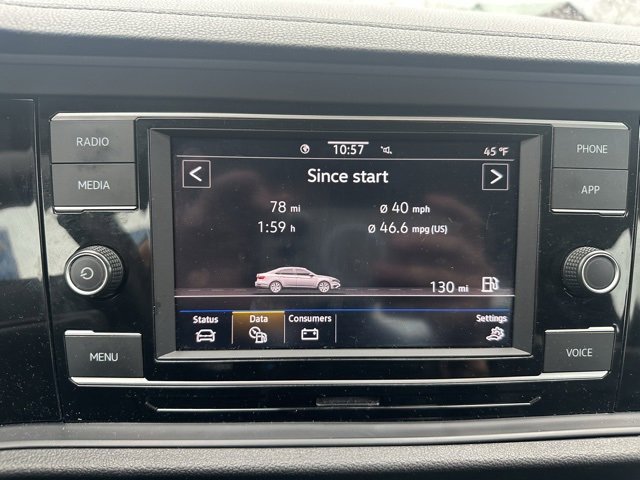 10:57 45 °F
RADIO
MEDIA
MENU
< Since start >
78 mi ø 40 mph
1:59 h ø 46.6 mpg (US)
130 mi
Status Data Consumers Settings
PHONE
APP
VOICE